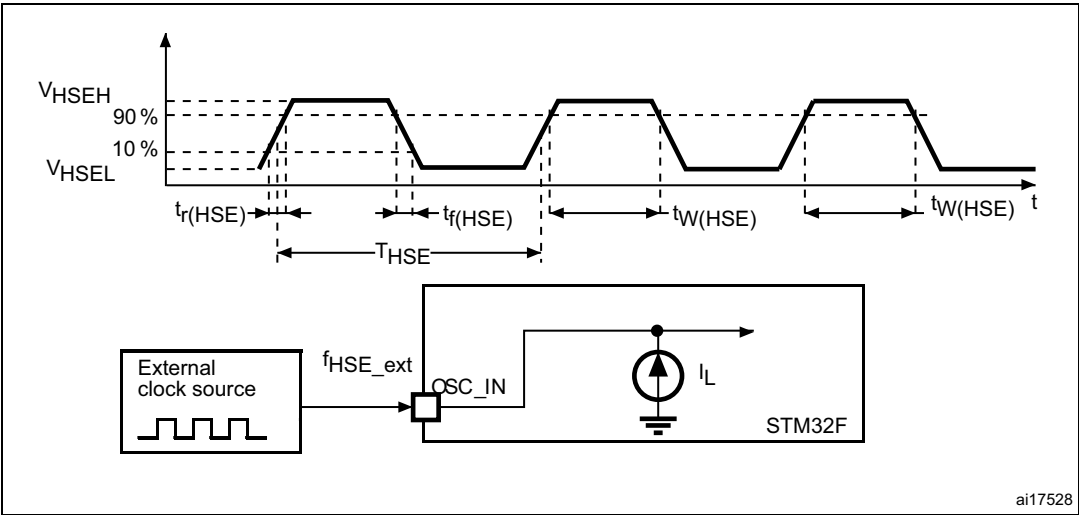 VHSEH
90 %
10 %
VHSEL
tr(HSE)
tf(HSE)
tW(HSE)
tW(HSE)
t
THSE
External
clock source
fHSE_ext
OSC_IN
IL
STM32F
ai17528